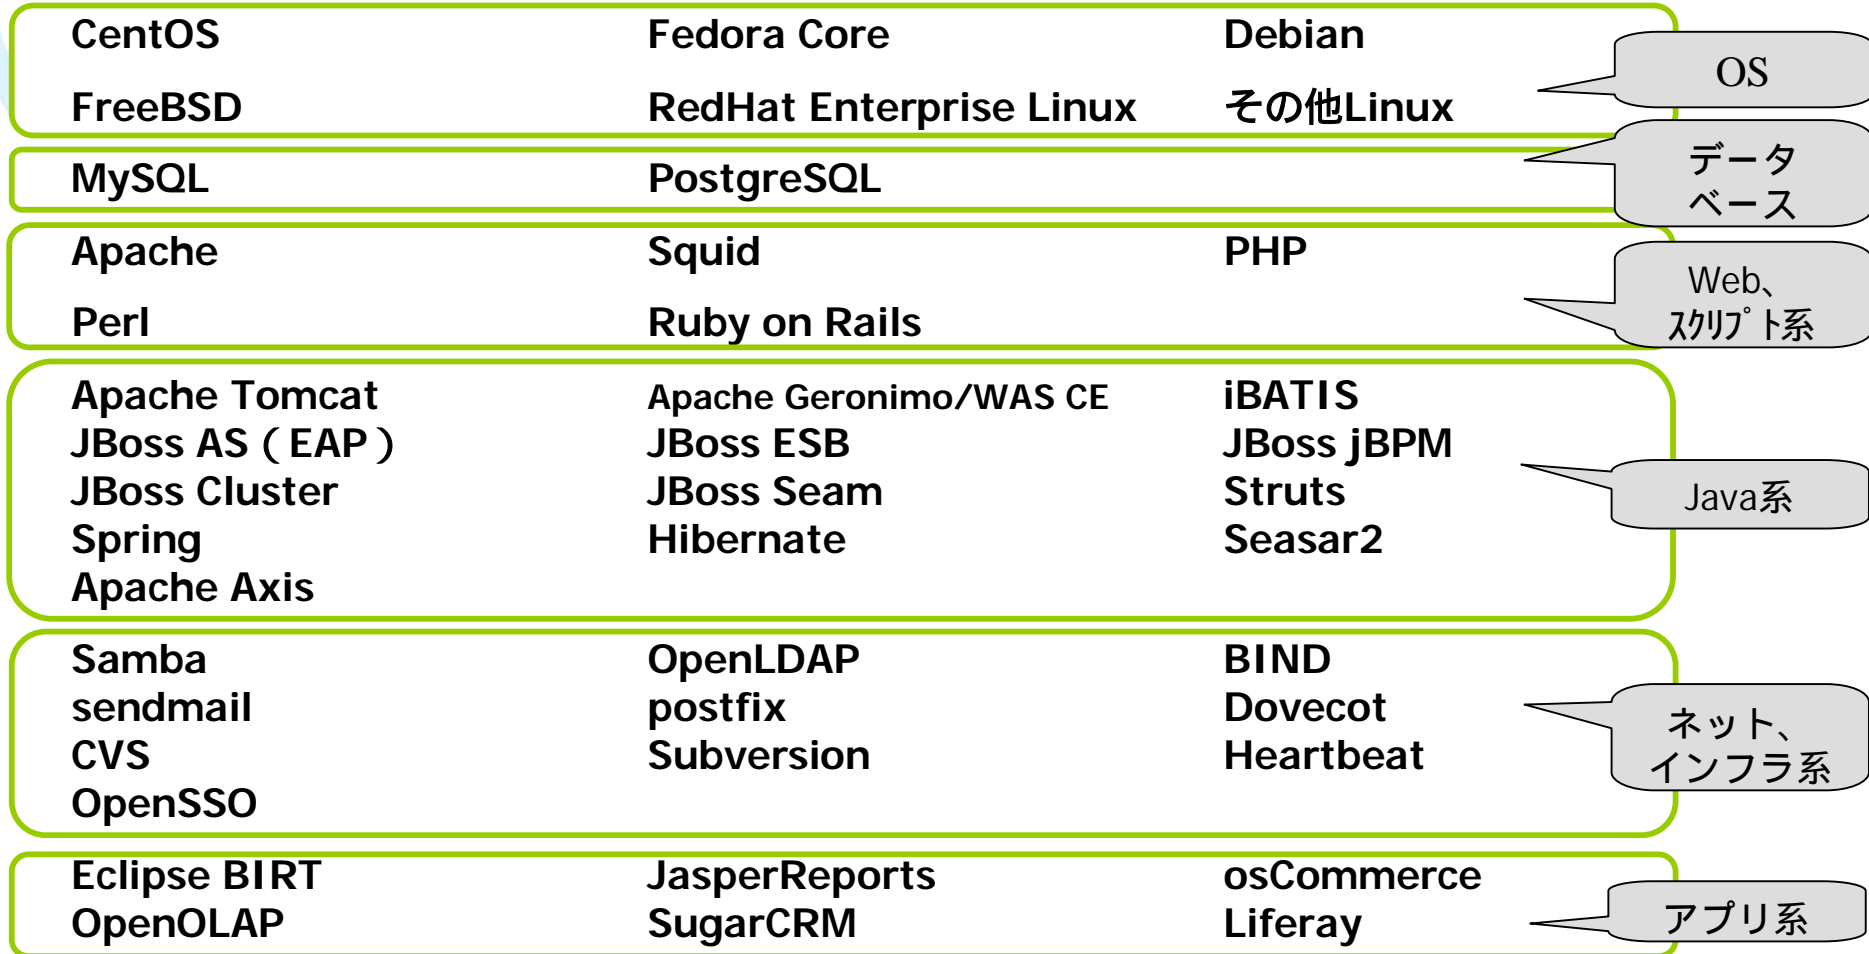 CentOS Fedora Core Debian
FreeBSD RedHat Enterprise Linux その他Linux
OS
MySQL PostgreSQL
データ
ベース
Apache Squid PHP
Perl Ruby on Rails
Web、
ｽｸﾘﾌﾟﾄ系
Apache Tomcat Apache Geronimo/WAS CE iBATIS
JBoss AS（EAP） JBoss ESB JBoss jBPM
JBoss Cluster JBoss Seam Struts
Spring Hibernate Seasar2
Apache Axis
Java系
Samba OpenLDAP BIND
sendmail postfix Dovecot
CVS Subversion Heartbeat
OpenSSO
ネット、
インフラ系
Eclipse BIRT JasperReports osCommerce
OpenOLAP SugarCRM Liferay
アプリ系